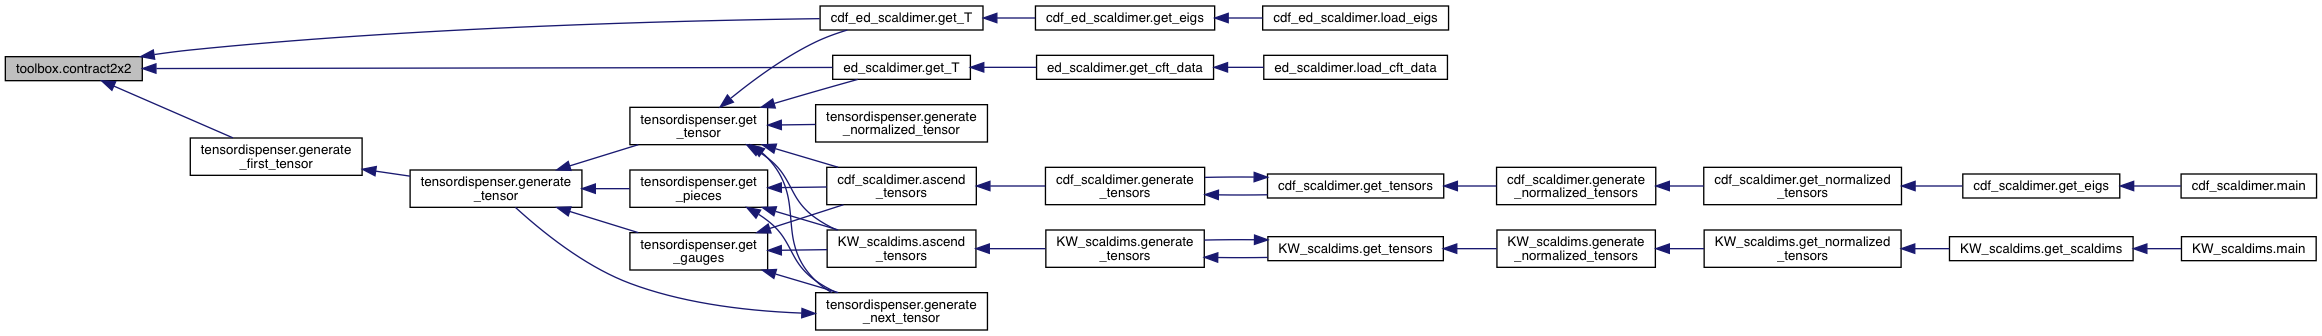 toolbox.contract2x2
cdf_ed_scaldimer.get_T
cdf_ed_scaldimer.get_eigs
cdf_ed_scaldimer.load_eigs
ed_scaldimer.get_T
ed_scaldimer.get_cft_data
ed_scaldimer.load_cft_data
tensordispenser.generate
_first_tensor
tensordispenser.generate
_tensor
tensordispenser.get
_tensor
tensordispenser.get
_pieces
tensordispenser.get
_gauges
tensordispenser.generate
_normalized_tensor
cdf_scaldimer.ascend
_tensors
KW_scaldims.ascend
_tensors
tensordispenser.generate
_next_tensor
cdf_scaldimer.generate
_tensors
cdf_scaldimer.get_tensors
cdf_scaldimer.generate
_normalized_tensors
cdf_scaldimer.get_normalized
_tensors
cdf_scaldimer.get_eigs
cdf_scaldimer.main
KW_scaldims.generate
_tensors
KW_scaldims.get_tensors
KW_scaldims.generate
_normalized_tensors
KW_scaldims.get_normalized
_tensors
KW_scaldims.get_scaldims
KW_scaldims.main